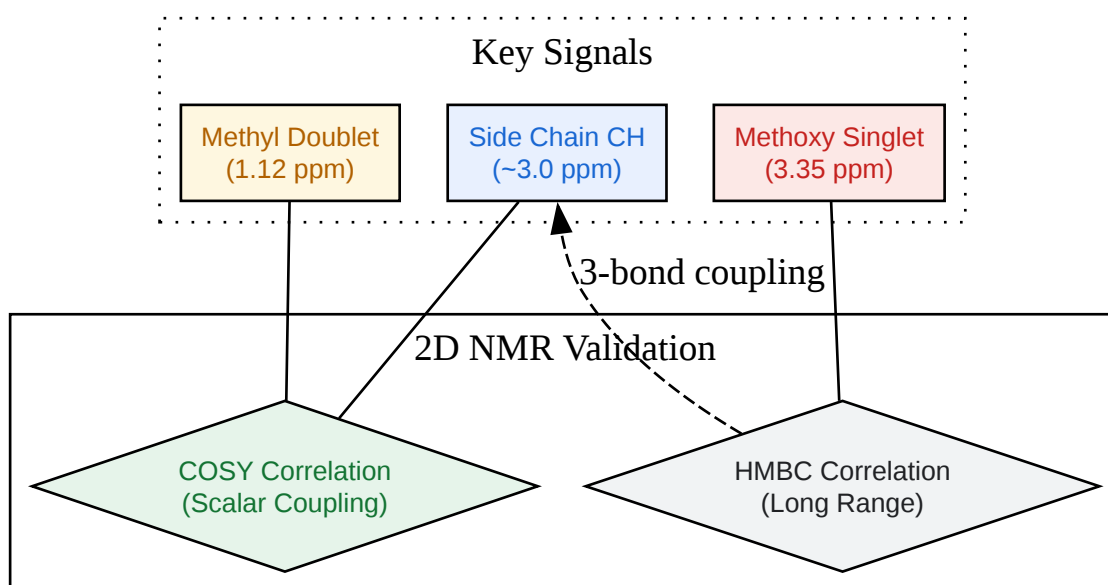 Key Signals
Methyl Doublet
(1.12 ppm)
Side Chain CH
(~3.0 ppm)
Methoxy Singlet
(3.35 ppm)
3-bond coupling
2D NMR Validation
COSY Correlation
(Scalar Coupling)
HMBC Correlation
(Long Range)